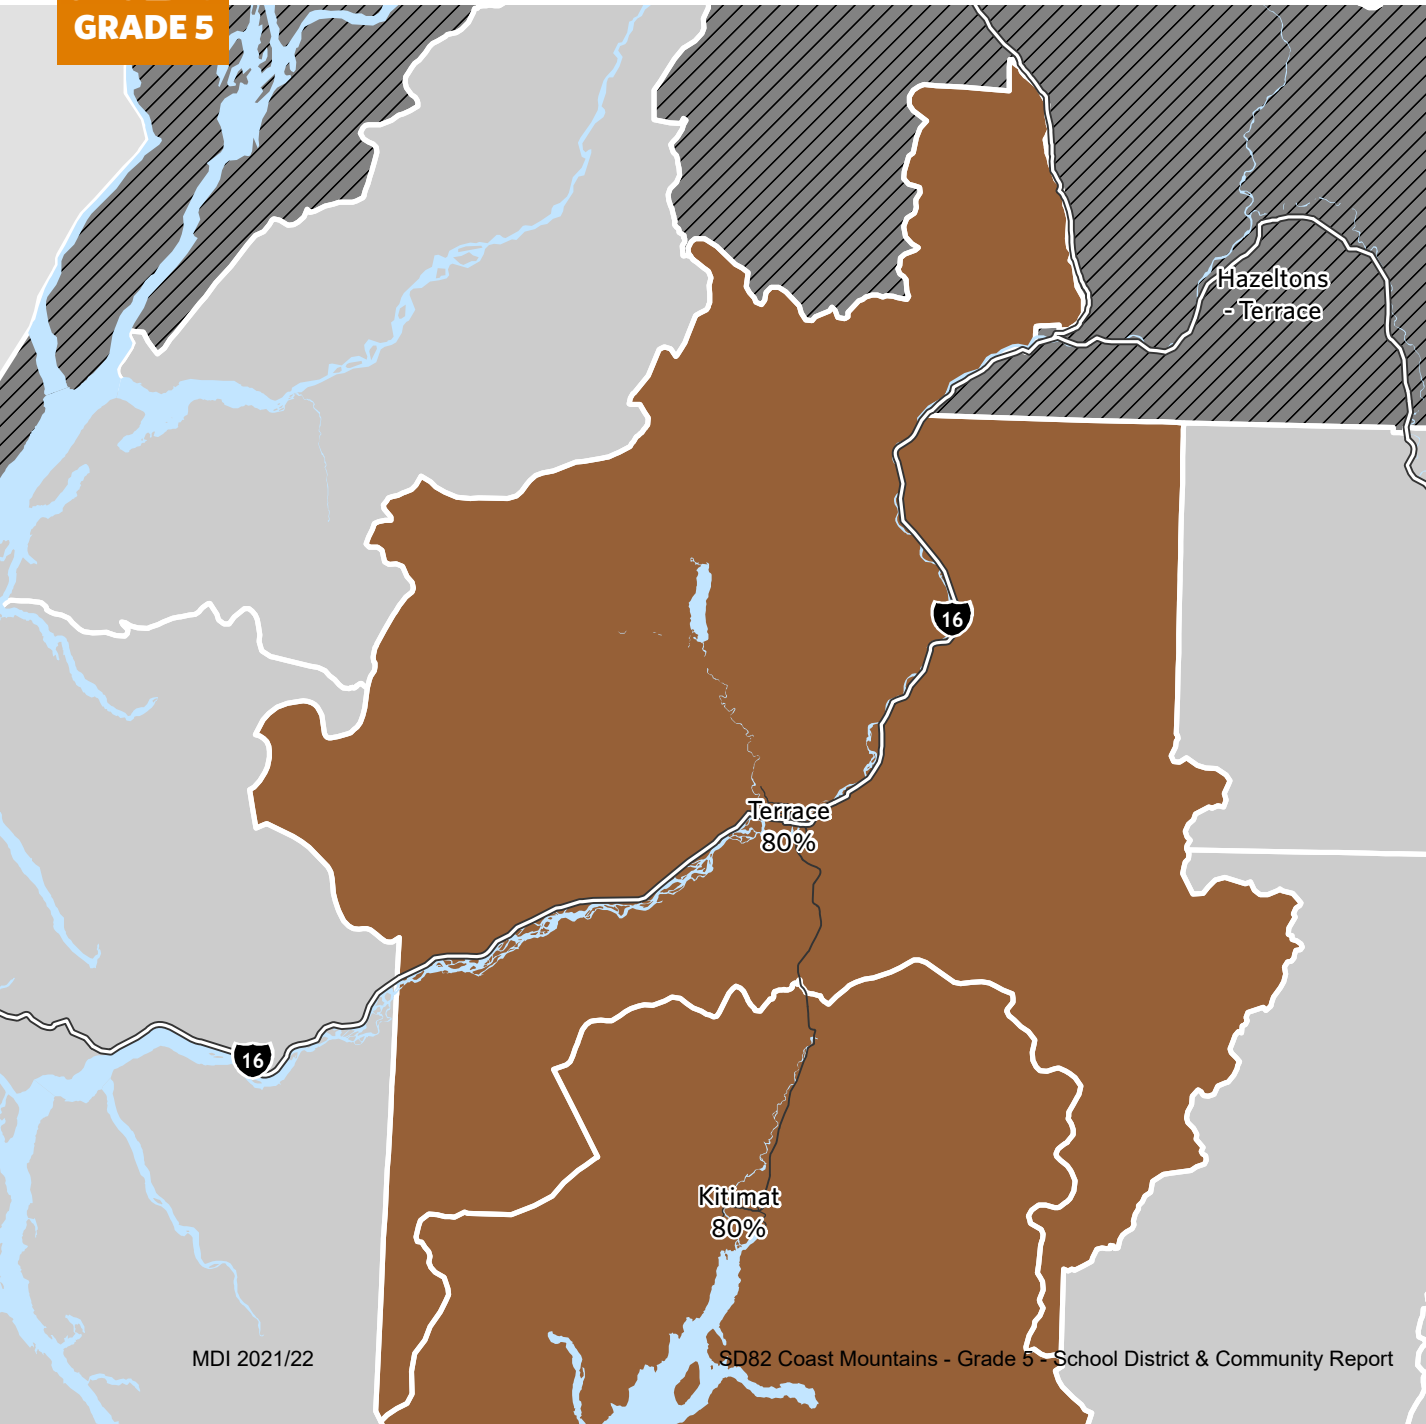 GRADE 5
Hazeltons
- Terrace
16
Terrace
80%
16
Kitimat
80%
MDI 2021/22
SD82 Coast Mountains - Grade 5 - School District & Community Report